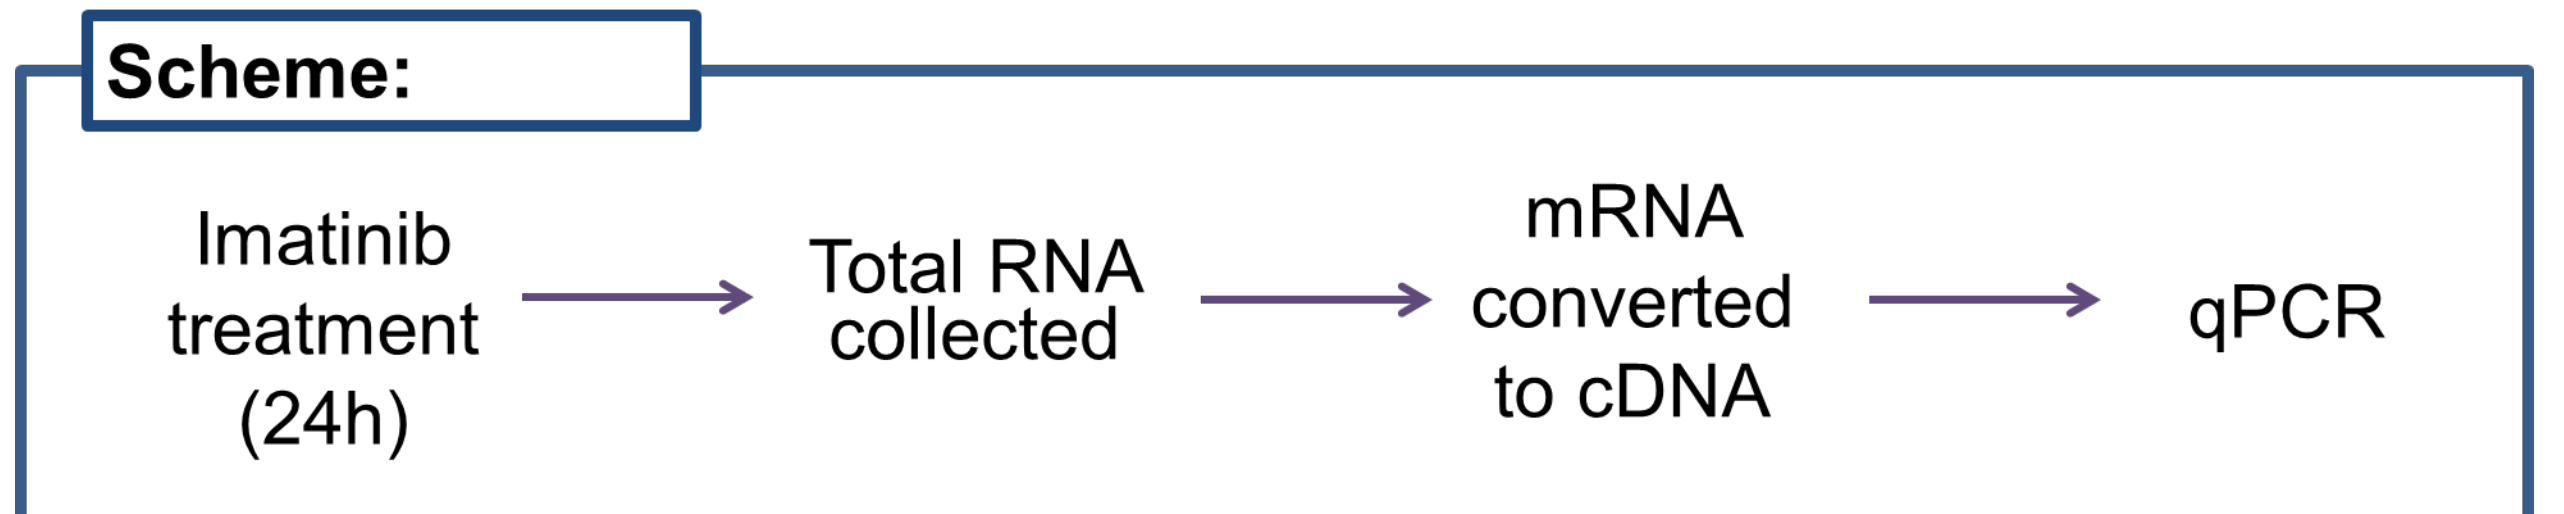 Scheme:
Imatinib
treatment
(24h)
Total RNA
collected
mRNA
converted
to cDNA
qPCR